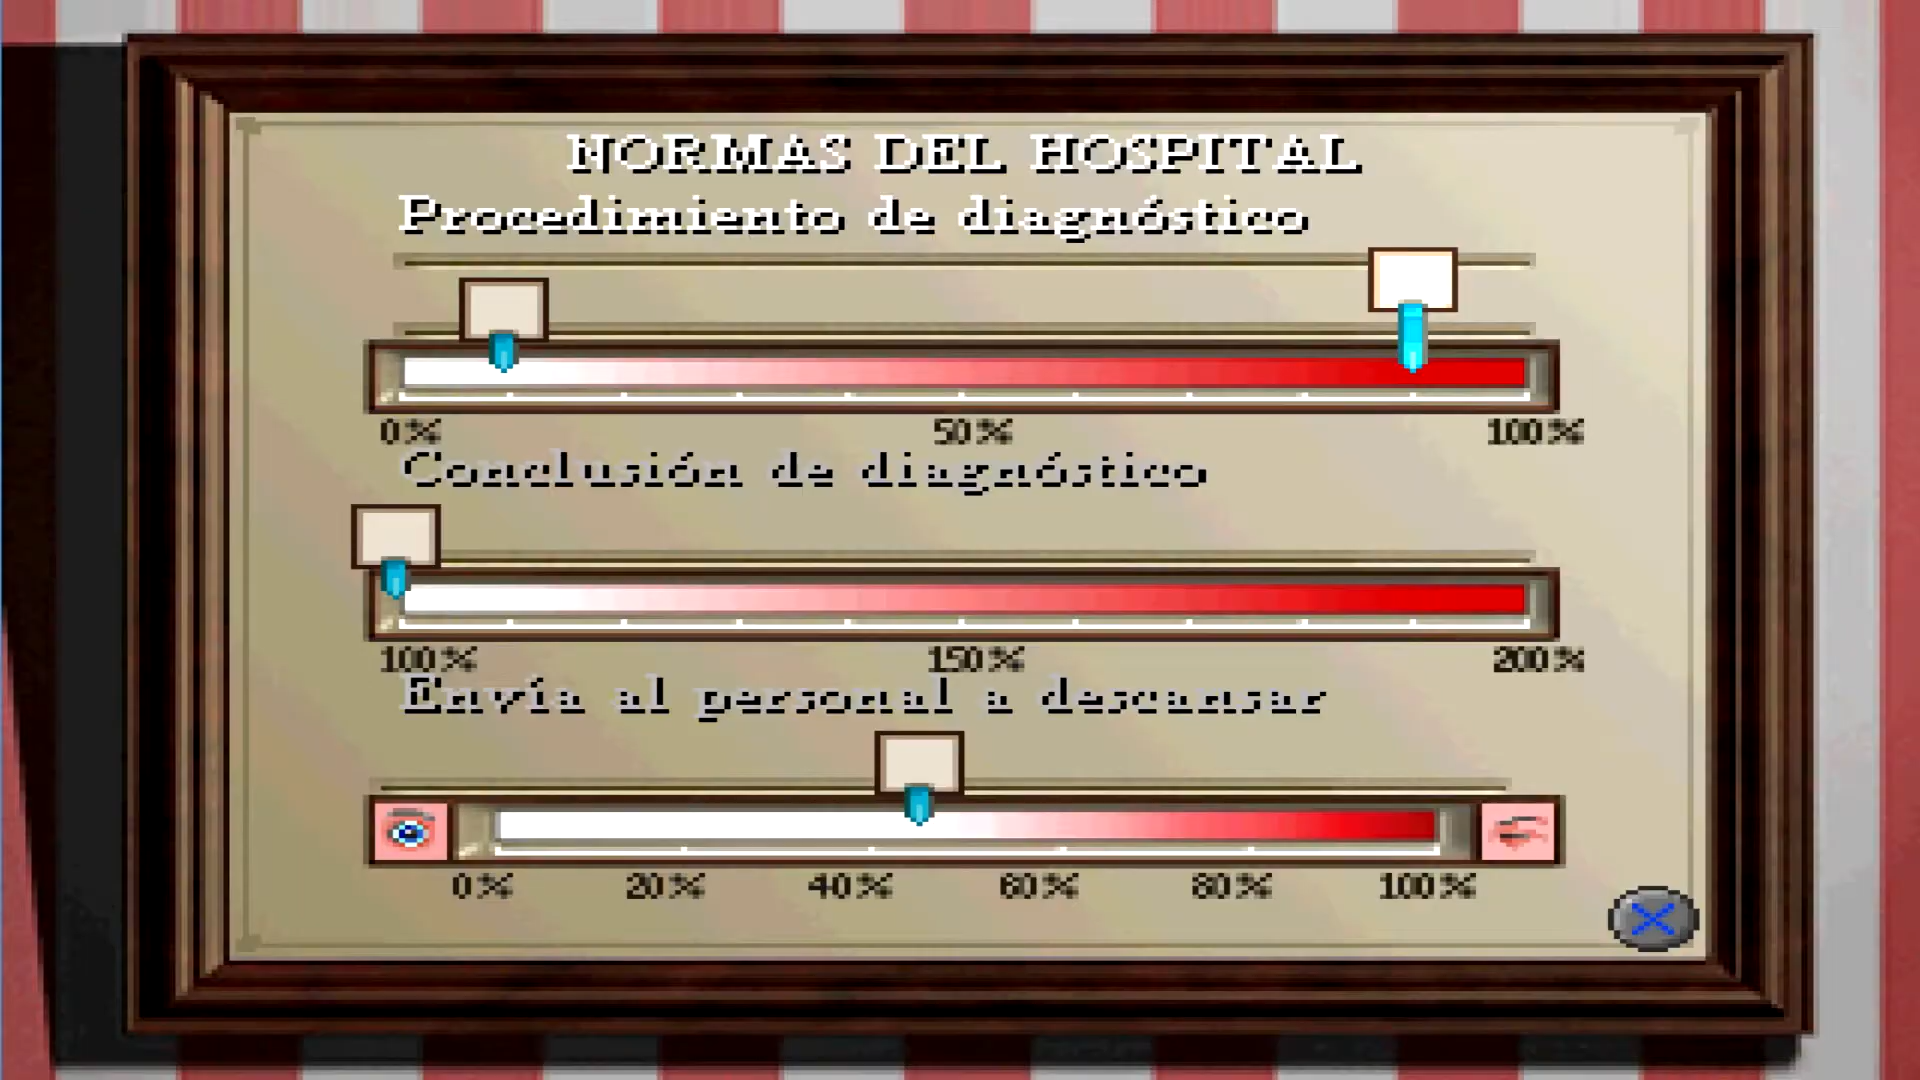 NORMAS DEL HOSPITAL
Procedimiento de diagnóstico
0% 50% 100%
Conclusión de diagnóstico
100% 150% 200%
Envía al personal a descansar
0% 20% 40% 60% 80% 100%